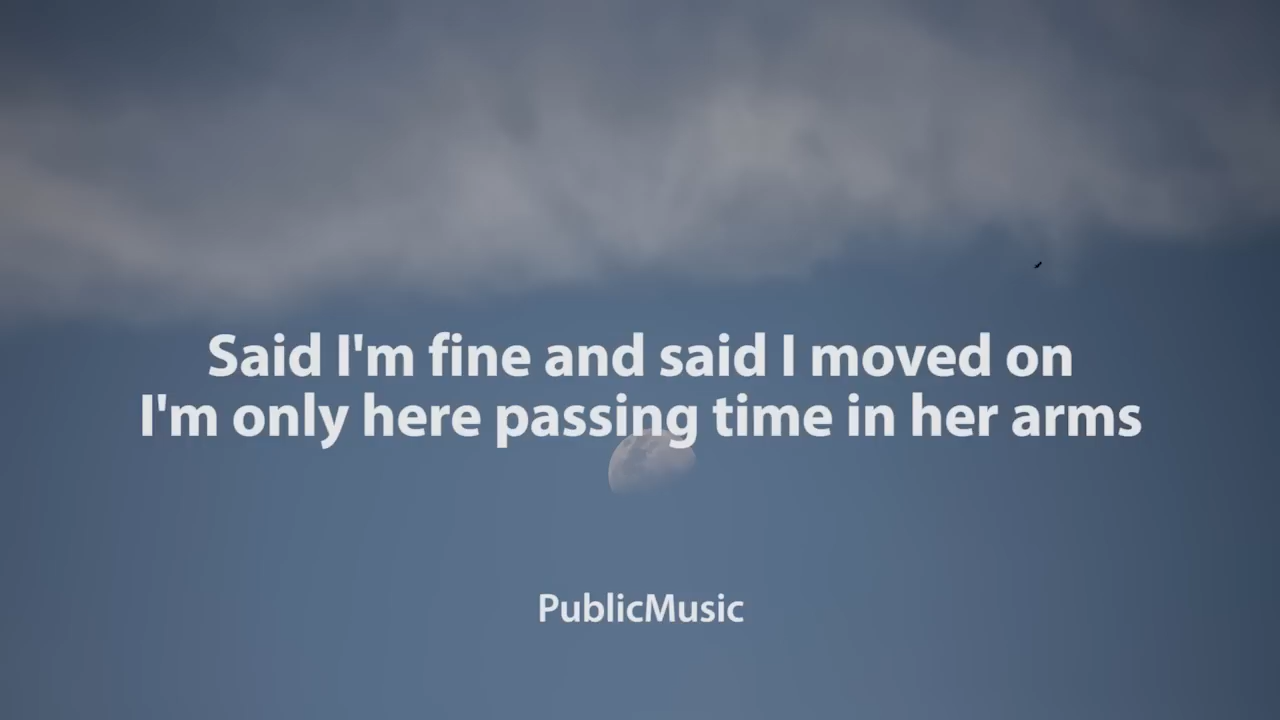 Said I'm fine and said I moved on
I'm only here passing time in her arms
PublicMusic